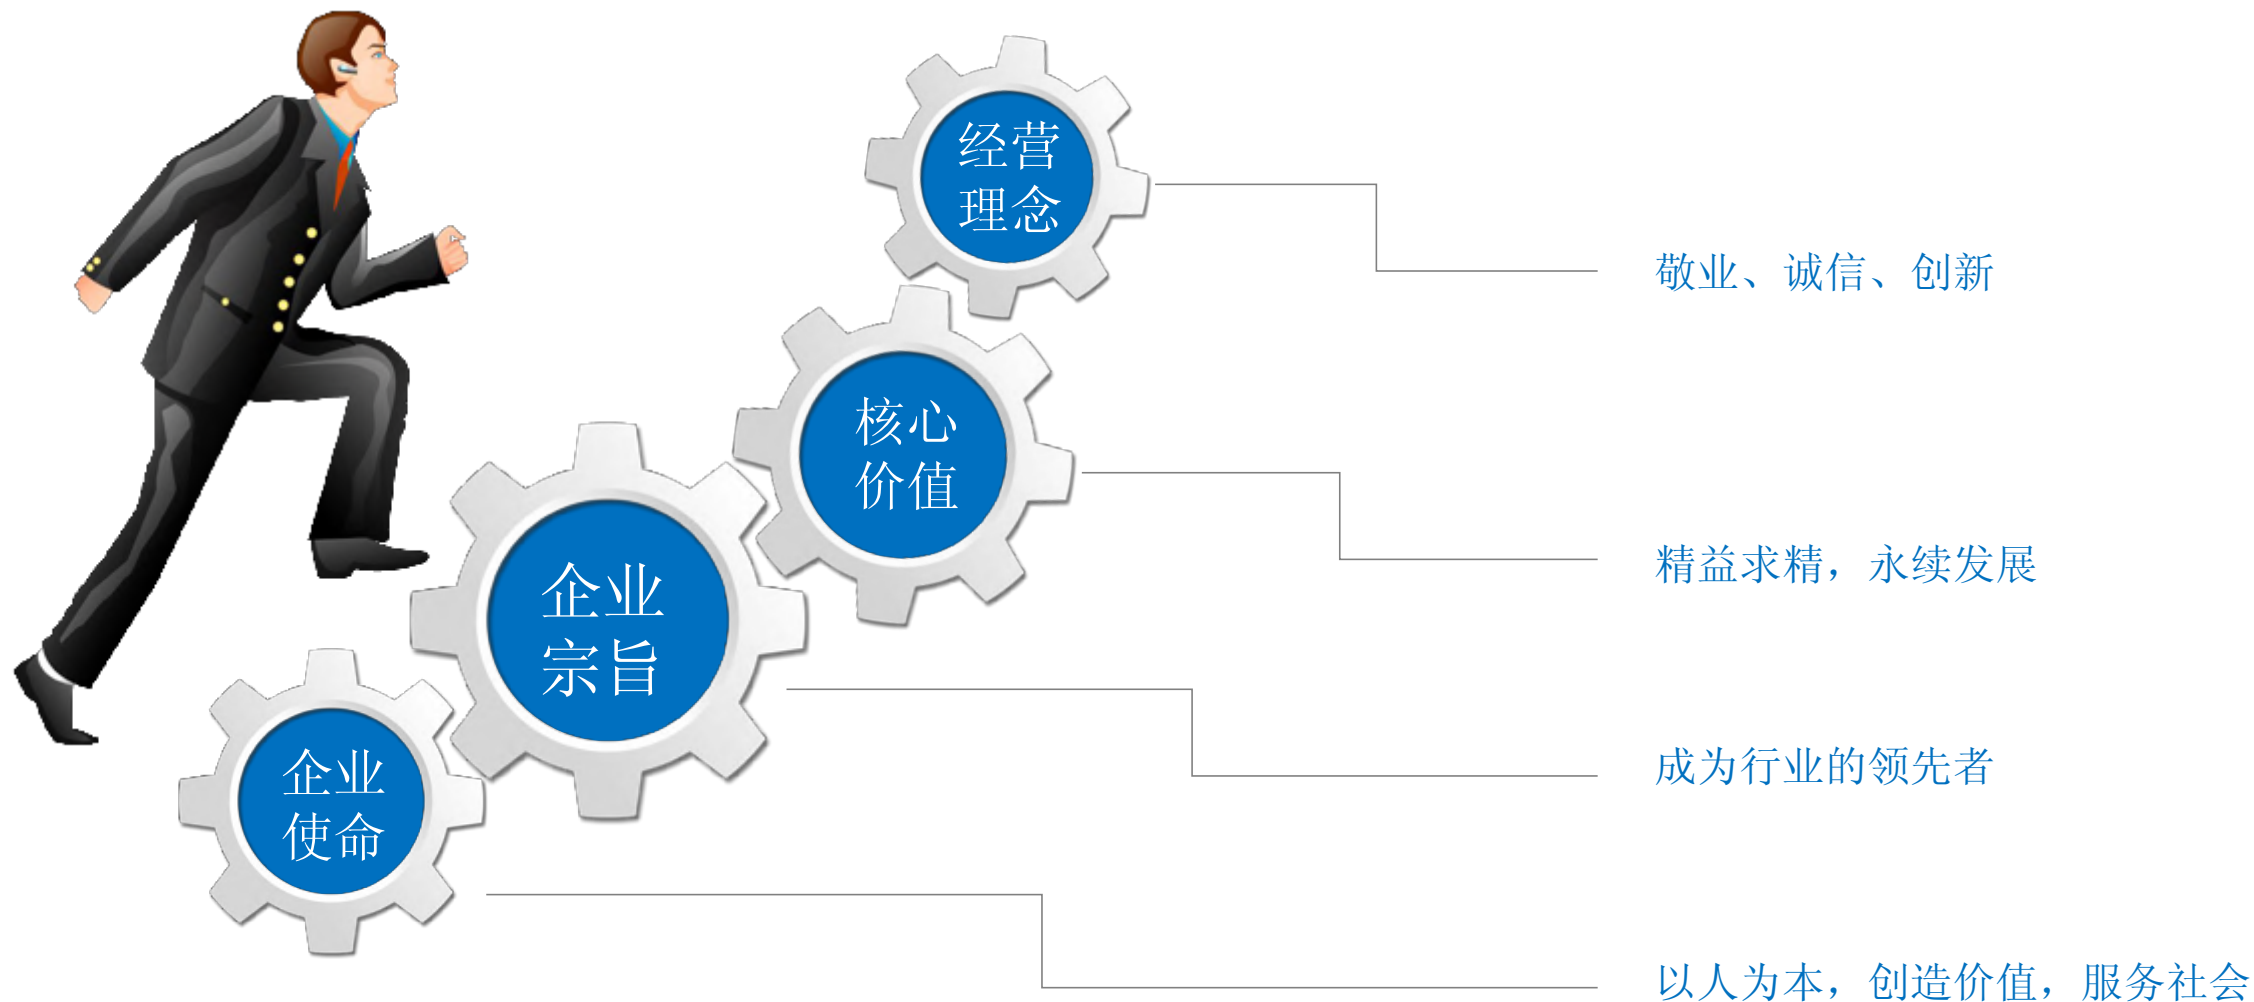 经营
理念
敬业、诚信、创新
核心
价值
精益求精，永续发展
企业
宗旨
成为行业的领先者
企业
使命
以人为本，创造价值，服务社会